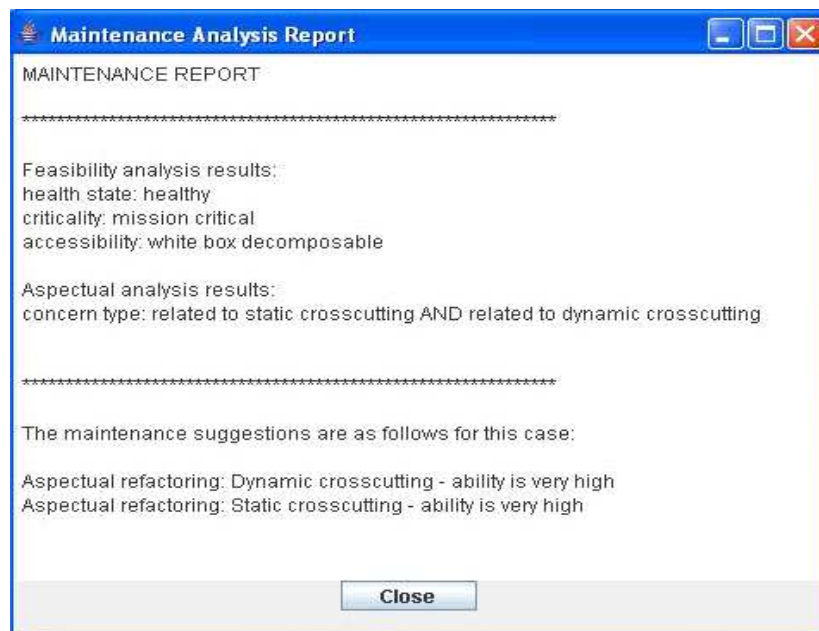 Maintenance Analysis Report
MAINTENANCE REPORT
*************************************************************
Feasibility analysis results:
health state: healthy
criticality: mission critical
accessibility: white box decomposable
Aspectual analysis results:
concern type: related to static crosscutting AND related to dynamic crosscutting
*************************************************************
The maintenance suggestions are as follows for this case:
Aspectual refactoring: Dynamic crosscutting - ability is very high
Aspectual refactoring: Static crosscutting - ability is very high
Close